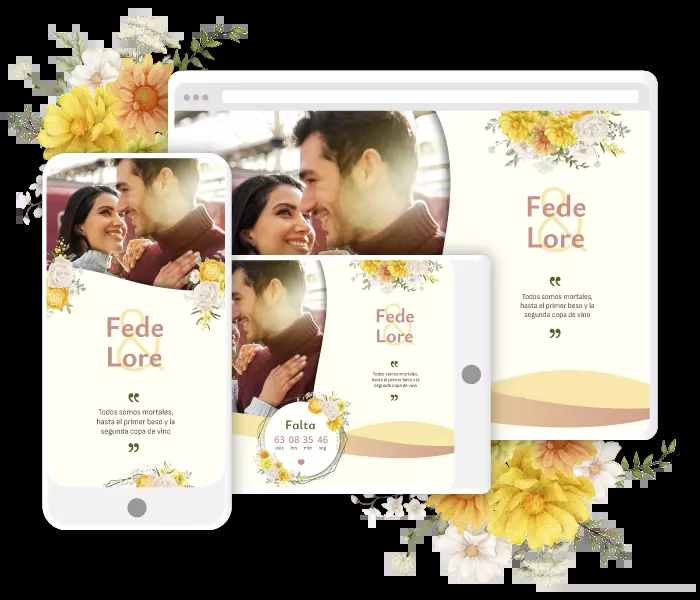 Fede
&
Lore
❝
Todos somos mortales,
hasta el primer beso y la
segunda copa de vino
❞
Fede
&
Lore
❝
Todos somos mortales,
hasta el primer beso y la
segunda copa de vino
❞
Fede
&
Lore
❝
Todos somos mortales,
hasta el primer beso y la
segunda copa de vino
❞
Falta
63 08 35 46
días hrs min seg